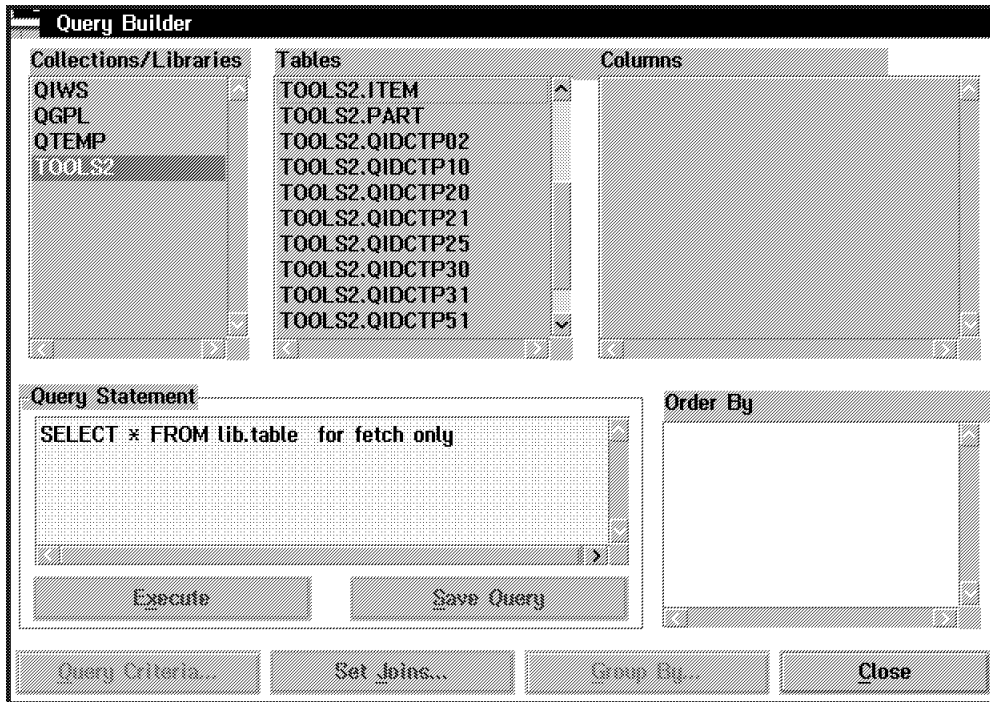 Query Builder
Collections/Libraries
QIWS
QGPL
QTEMP
TOOLS2
Tables
TOOLS2.ITEM
TOOLS2.PART
TOOLS2.QIDCTP02
TOOLS2.QIDCTP10
TOOLS2.QIDCTP20
TOOLS2.QIDCTP21
TOOLS2.QIDCTP25
TOOLS2.QIDCTP30
TOOLS2.QIDCTP31
TOOLS2.QIDCTP51
Columns
Query Statement
SELECT * FROM lib.table for fetch only
Execute
Save Query
Order By
Query Criteria...
Set Joins...
Group By...
Close